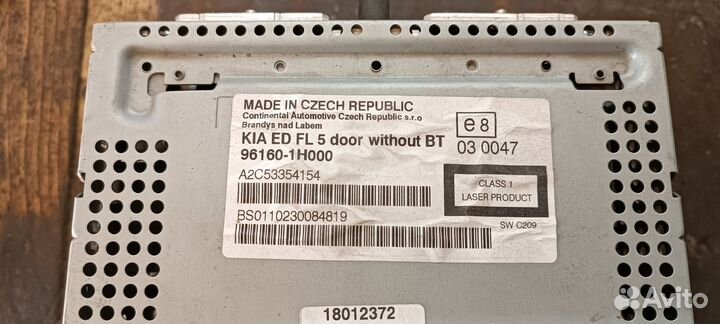 MADE IN CZECH REPUBLIC
Continental Automotive Czech Republic s.r.o
Brandys nad Labem
KIA ED FL 5 door without BT
96160-1H000
A2C53354154
BS0110230084819
e8
03 0047
CLASS 1
LASER PRODUCT
SW C209
18012372
Avito